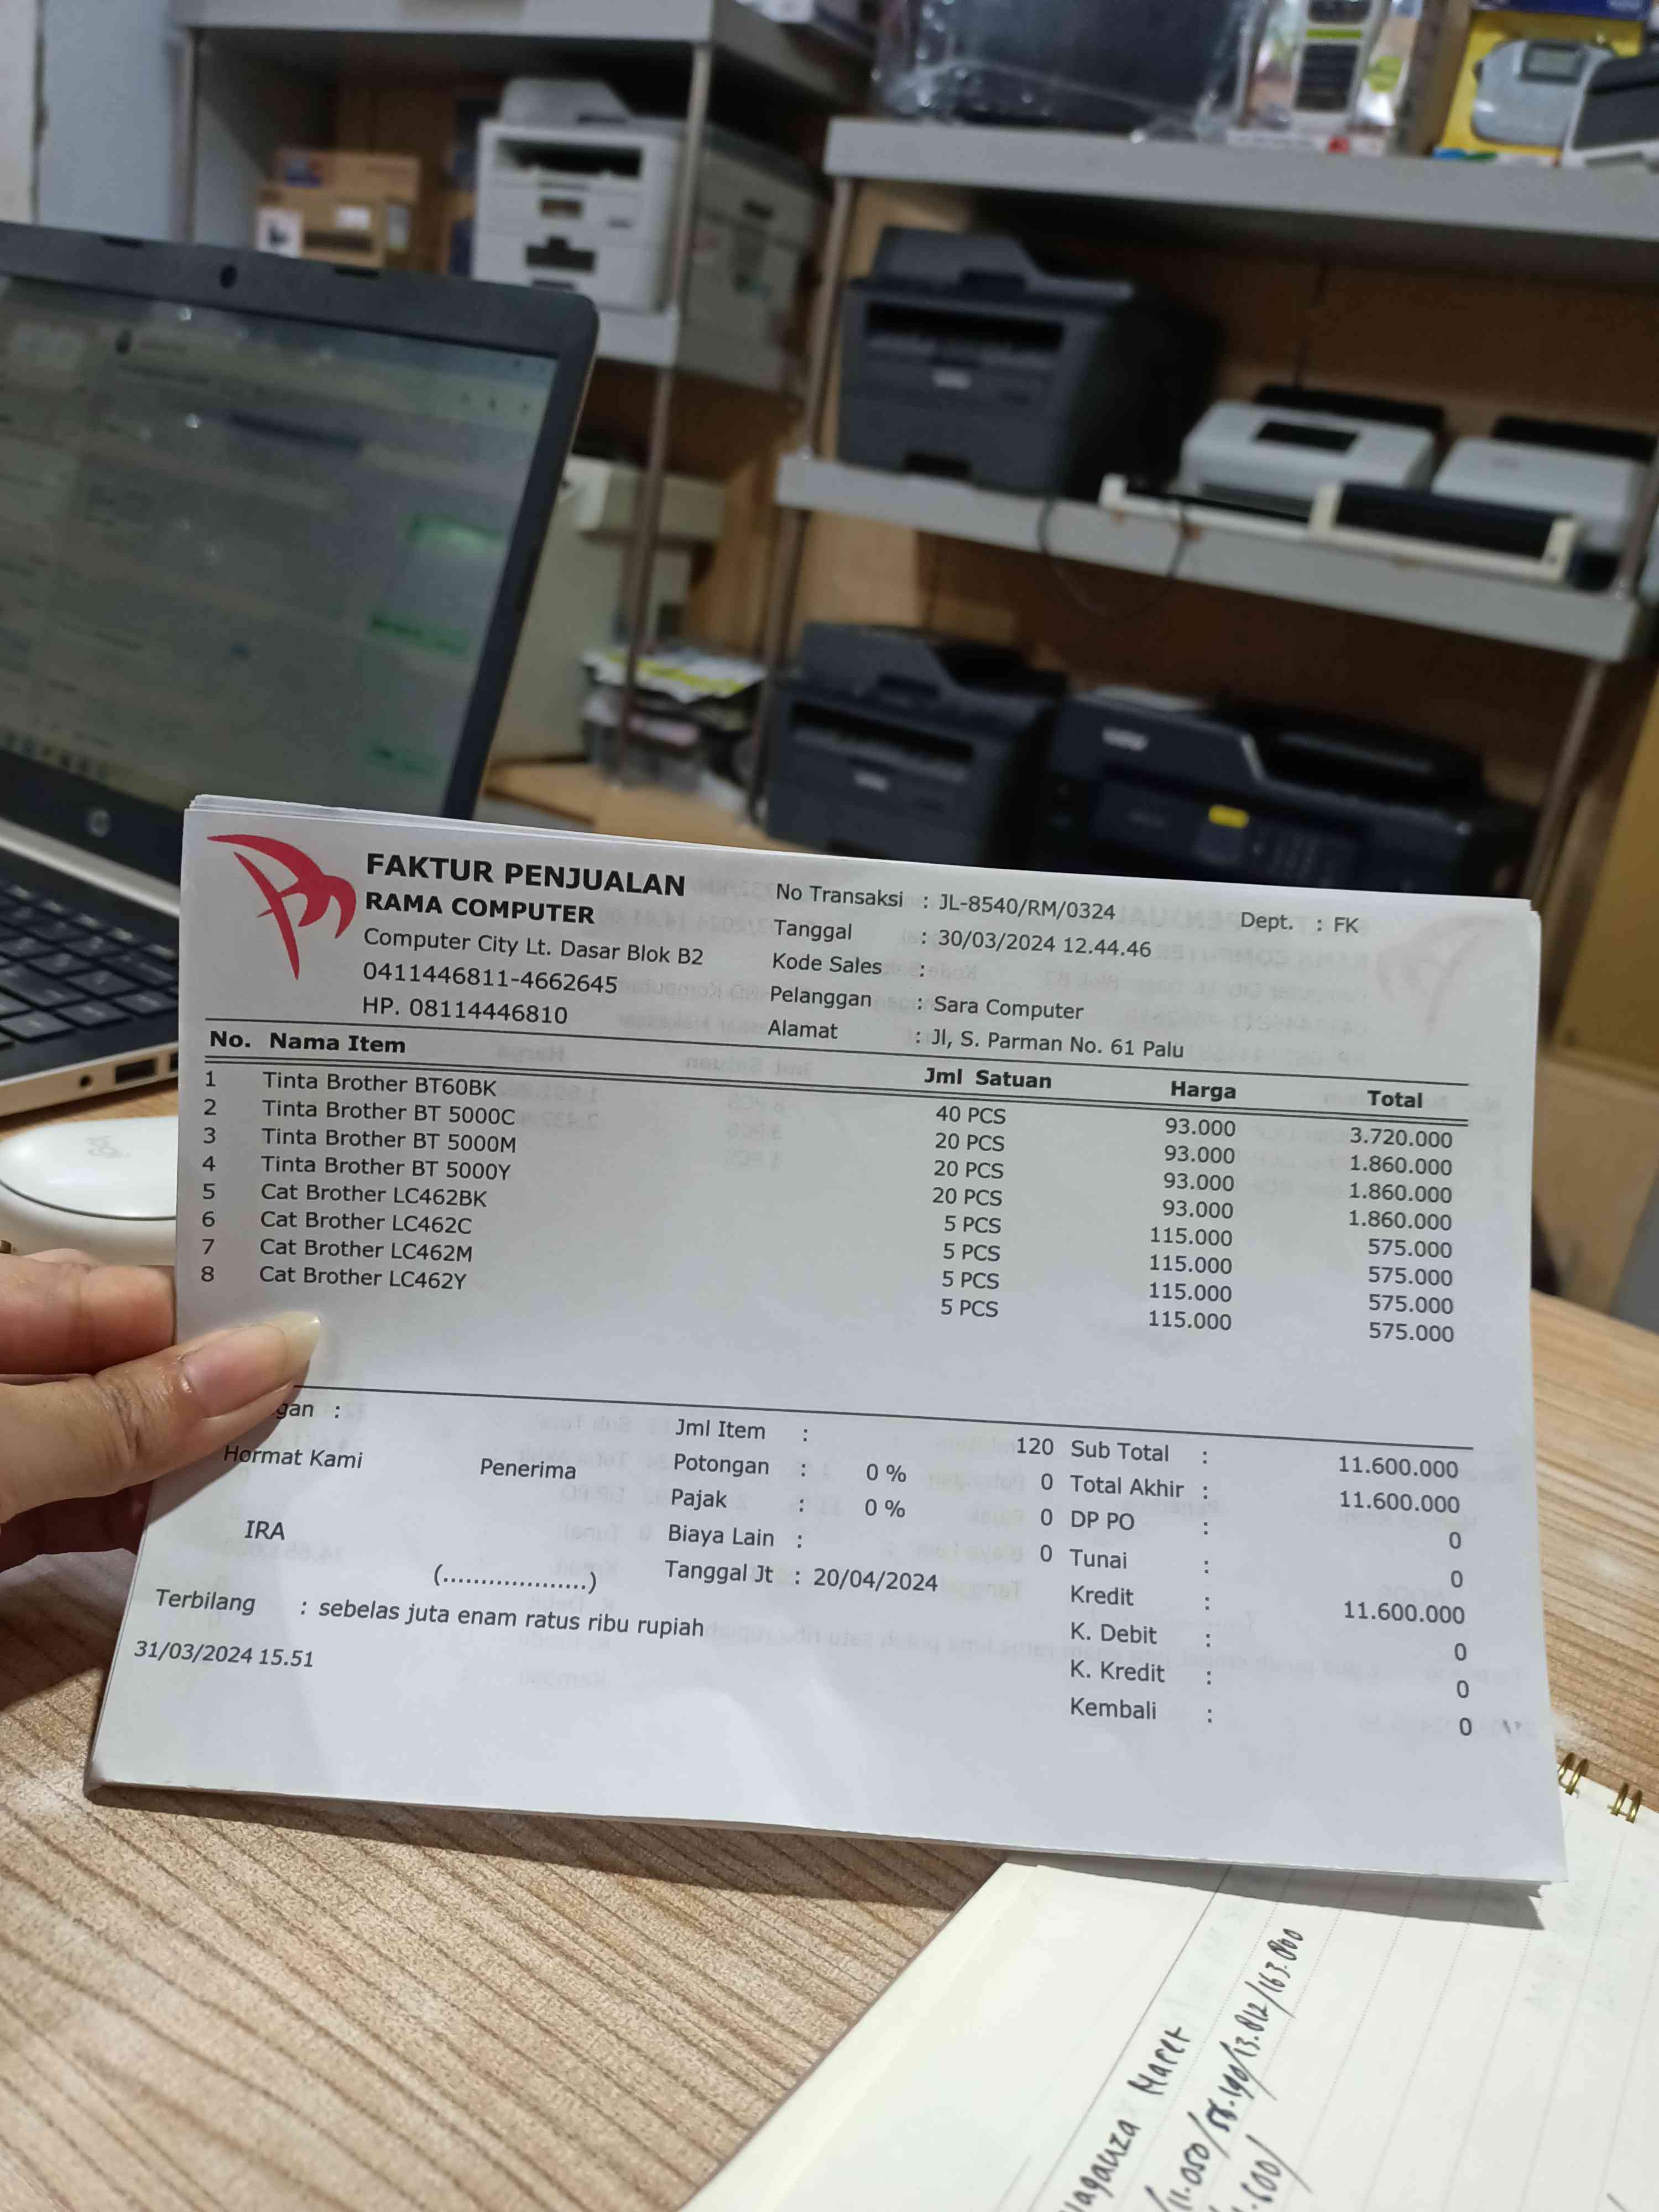 FAKTUR PENJUALAN
RAMA COMPUTER
Computer City Lt. Dasar Blok B2
0411446811-4662645
HP. 08114446810
No Transaksi : JL-8540/RM/0324 Dept. : FK
Tanggal : 30/03/2024 12.44.46
Kode Sales :
Pelanggan : Sara Computer
Alamat : Jl, S. Parman No. 61 Palu
No. Nama Item Jml Satuan Harga Total
1 Tinta Brother BT60BK 40 PCS 93.000 3.720.000
2 Tinta Brother BT 5000C 20 PCS 93.000 1.860.000
3 Tinta Brother BT 5000M 20 PCS 93.000 1.860.000
4 Tinta Brother BT 5000Y 20 PCS 93.000 1.860.000
5 Cat Brother LC462BK 5 PCS 115.000 575.000
6 Cat Brother LC462C 5 PCS 115.000 575.000
7 Cat Brother LC462M 5 PCS 115.000 575.000
8 Cat Brother LC462Y 5 PCS 115.000 575.000
gan :
Hormat Kami
Penerima
IRA
(...................)
Jml Item : 120
Potongan : 0 % 0
Pajak : 0 % 0
Biaya Lain : 0
Tanggal Jt : 20/04/2024
Sub Total : 11.600.000
Total Akhir : 11.600.000
DP PO : 0
Tunai : 0
Kredit : 11.600.000
K. Debit : 0
K. Kredit : 0
Kembali : 0
Terbilang : sebelas juta enam ratus ribu rupiah
31/03/2024 15.51
Maret